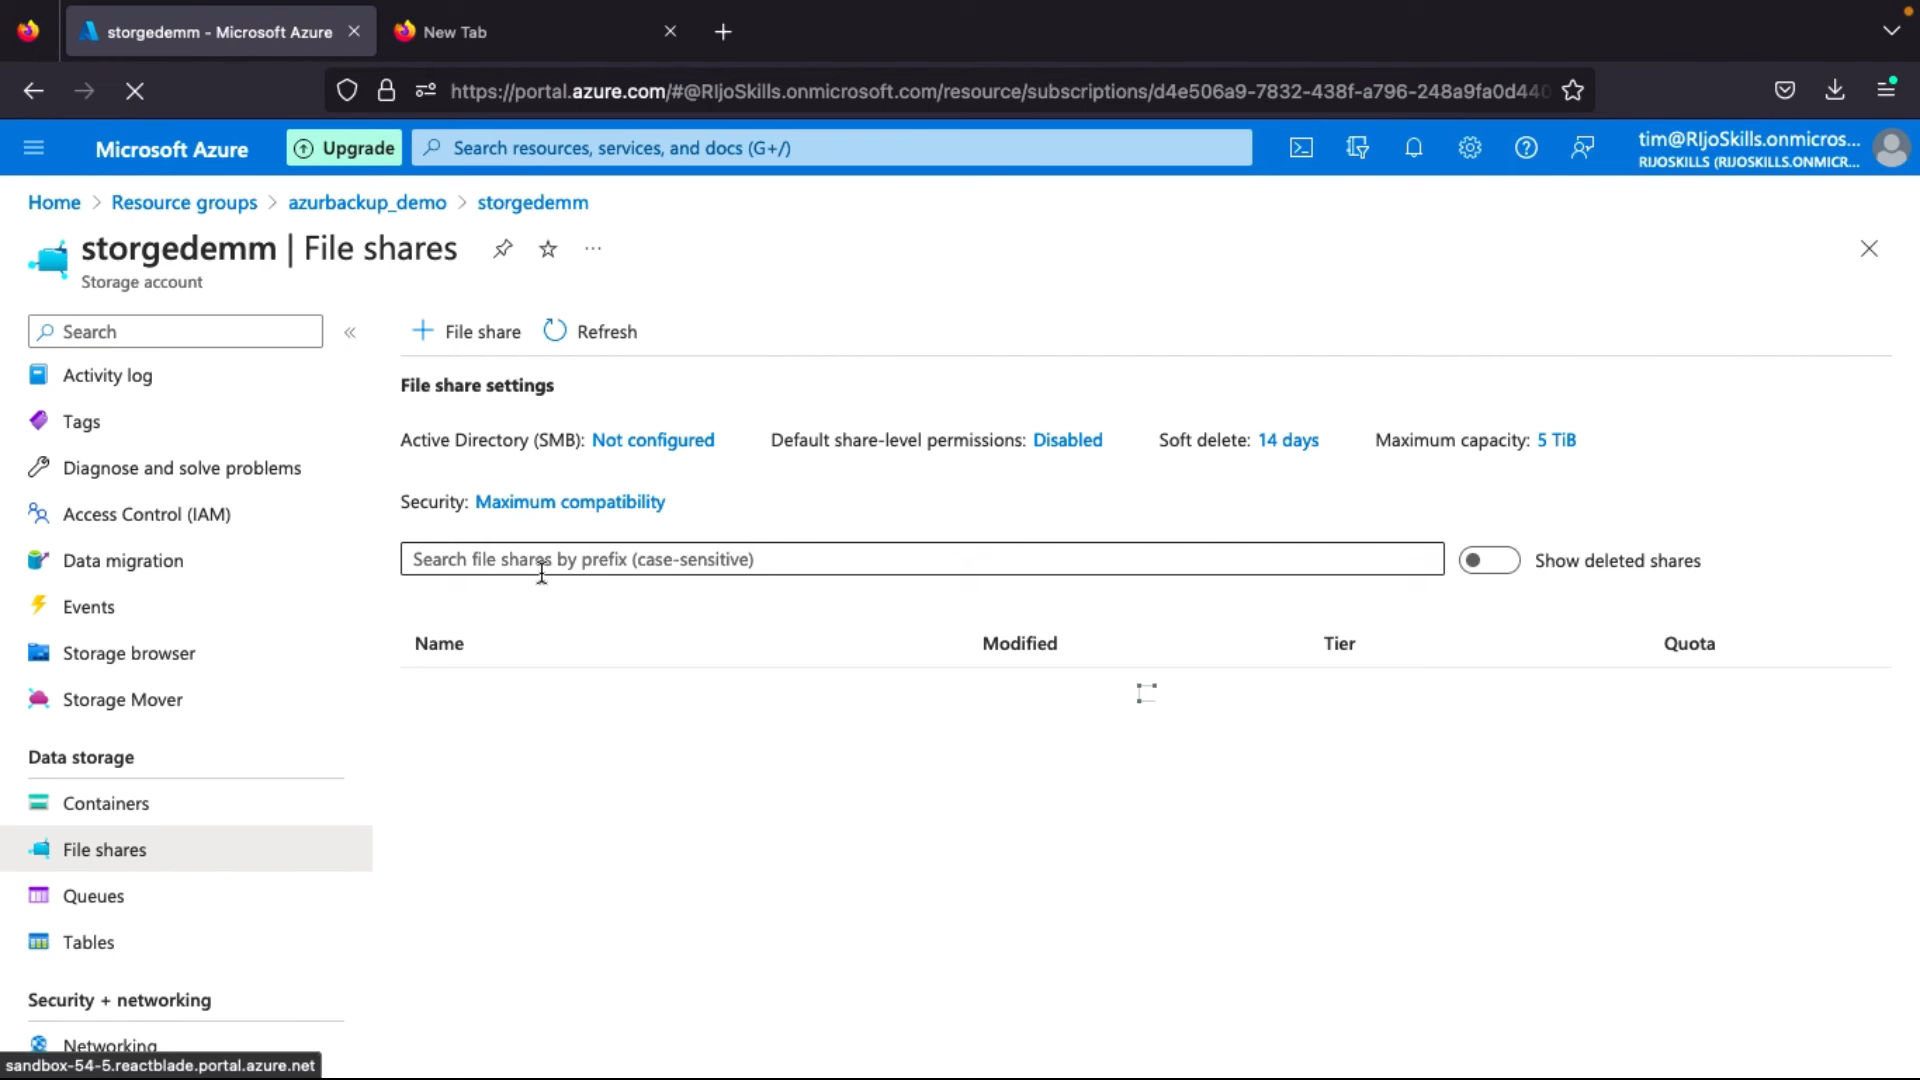 storgedemm - Microsoft Azure
New Tab
https://portal.azure.com/#@RIjoSkills.onmicrosoft.com/resource/subscriptions/d4e506a9-7832-438f-a796-248a9fa0d440
Microsoft Azure
Upgrade
Search resources, services, and docs (G+/)
tim@RIjoSkills.onmicros...
RIJOSKILLS (RIJOSKILLS.ONMICR...
Home > Resource groups > azurbackup_demo > storgedemm
storgedemm | File shares
Storage account
Search
File share
Refresh
Activity log
Tags
Diagnose and solve problems
Access Control (IAM)
Data migration
Events
Storage browser
Storage Mover
Data storage
Containers
File shares
Queues
Tables
Security + networking
Networking
File share settings
Active Directory (SMB): Not configured
Default share-level permissions: Disabled
Soft delete: 14 days
Maximum capacity: 5 TiB
Security: Maximum compatibility
Search file shares by prefix (case-sensitive)
Show deleted shares
Name Modified Tier Quota
sandbox-54-5.reactblade.portal.azure.net